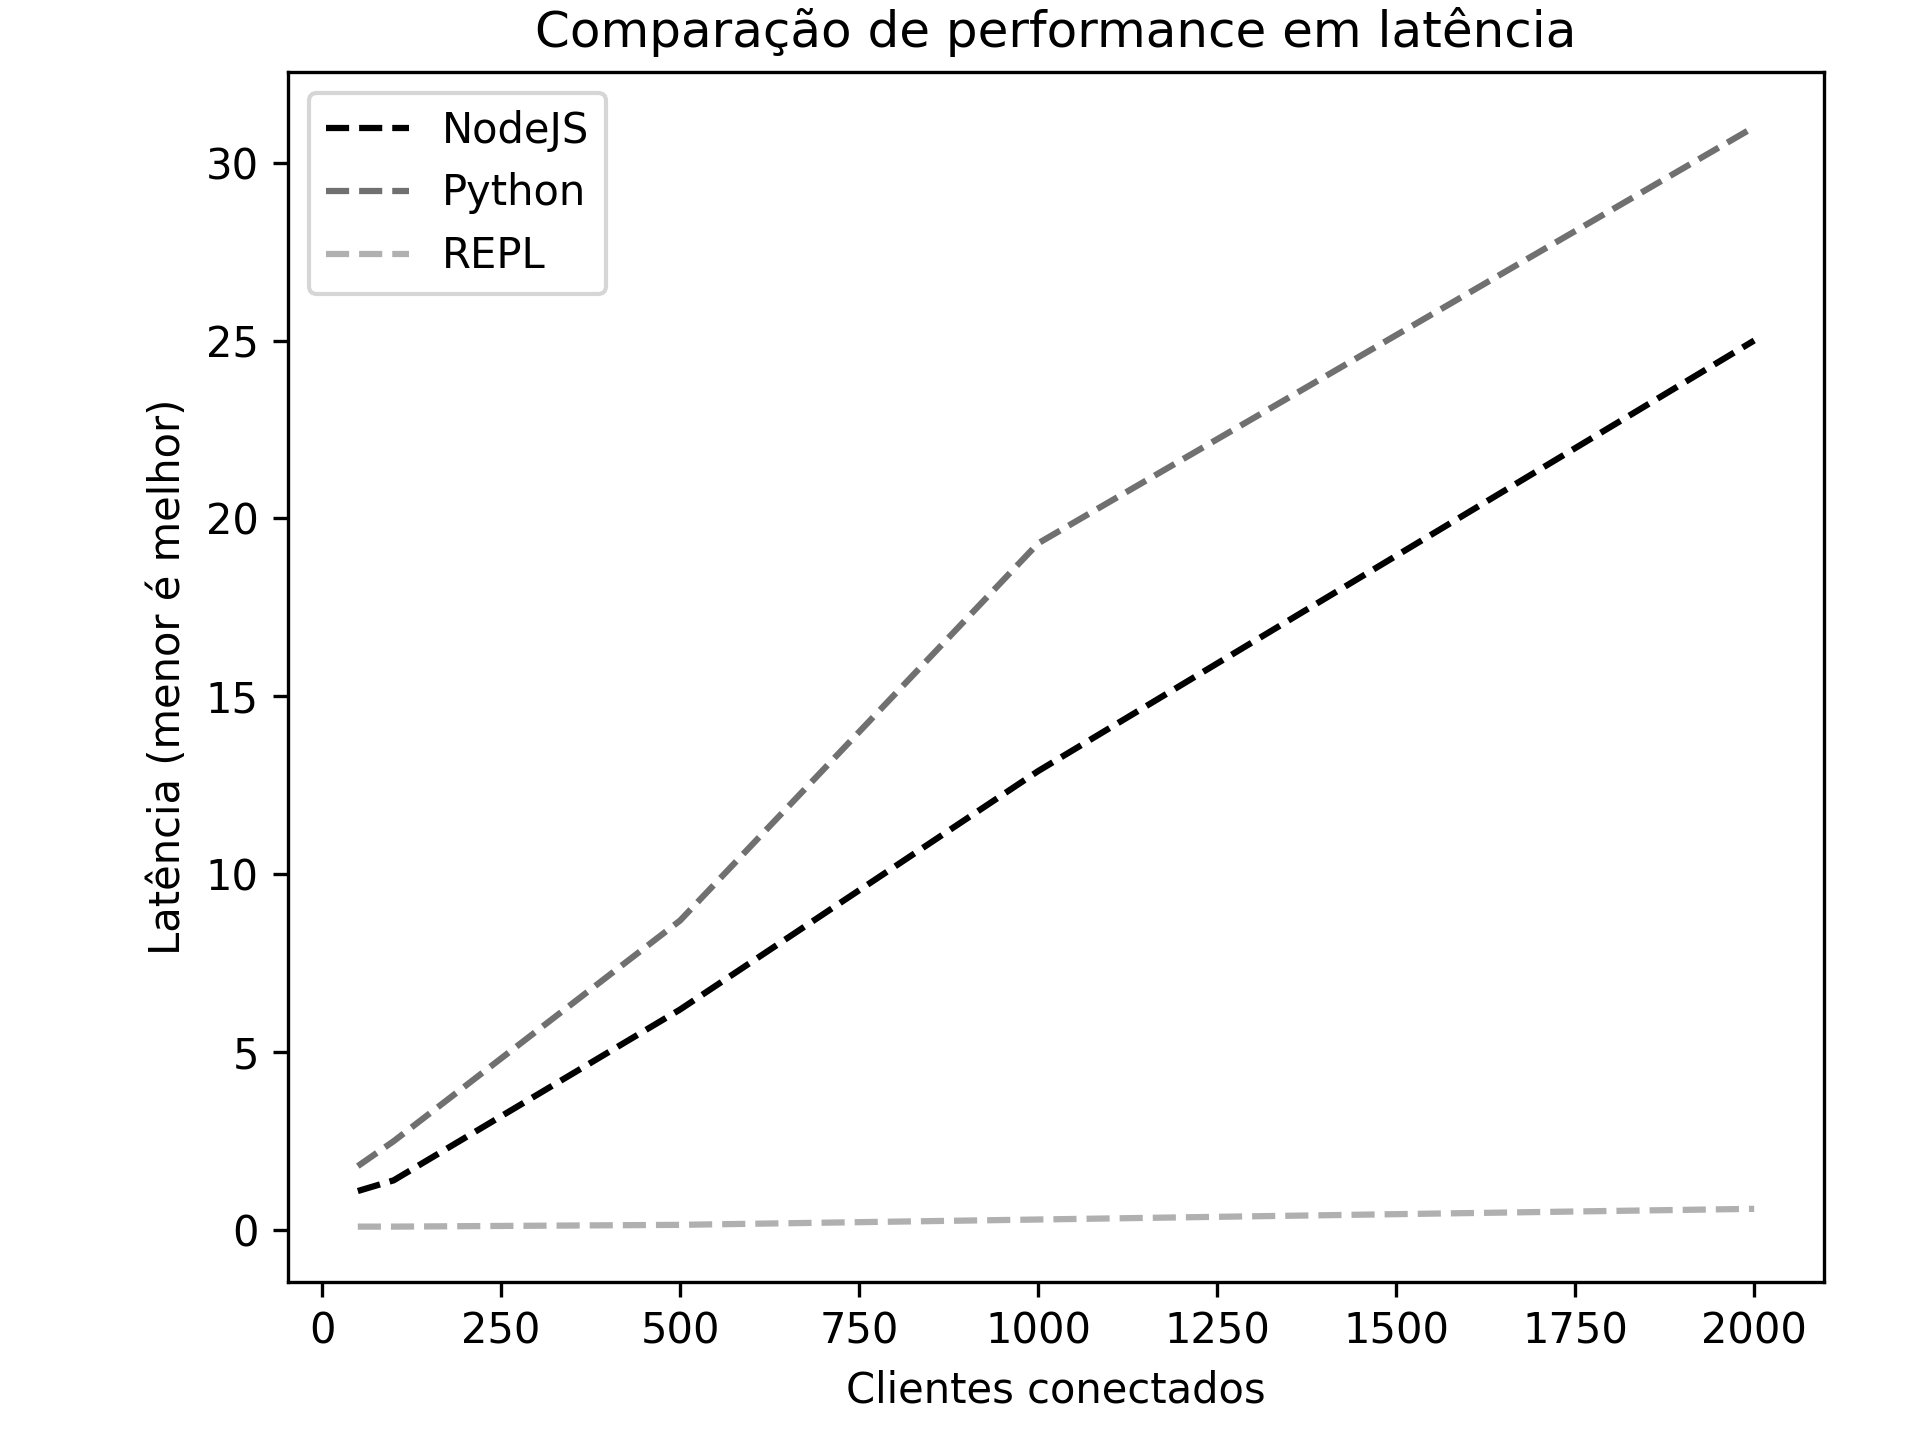 Comparação de performance em latência
NodeJS
Python
REPL
30
25
20
15
10
5
0
Latência (menor é melhor)
0 250 500 750 1000 1250 1500 1750 2000
Clientes conectados